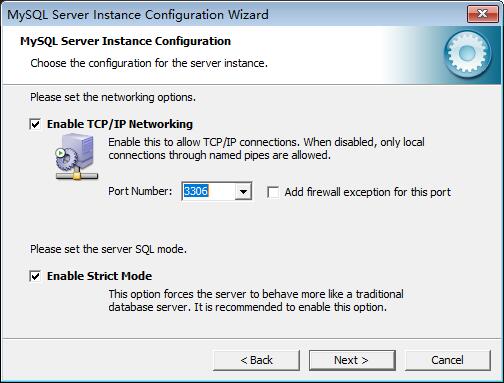 MySQL Server Instance Configuration Wizard
MySQL Server Instance Configuration
Choose the configuration for the server instance.
Please set the networking options.
Enable TCP/IP Networking
Enable this to allow TCP/IP connections. When disabled, only local
connections through named pipes are allowed.
Port Number: 3306 Add firewall exception for this port
Please set the server SQL mode.
Enable Strict Mode
This option forces the server to behave more like a traditional
database server. It is recommended to enable this option.
< Back Next > Cancel